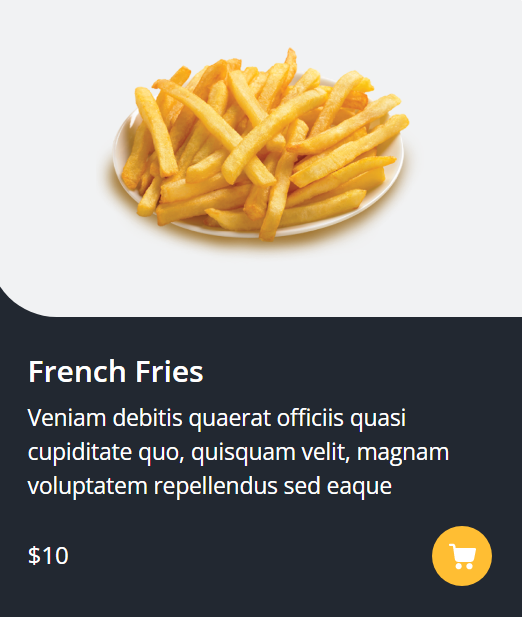 French Fries
Veniam debitis quaerat officiis quasi
cupiditate quo, quisquam velit, magnam
voluptatem repellendus sed eaque
$10